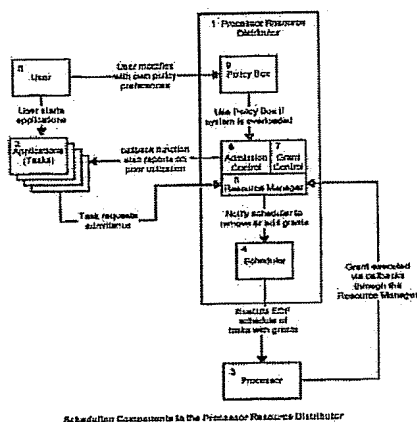 1 Processor Resource
Distributor
8
User
User modifies
with own policy
preferences
9
Policy Box
User starts
applications
Use Policy Box if
system is overloaded
2
Applications
(Tasks)
callback function
also reports on
poor utilization
6
Admission
Control
7
Grant
Control
5
Resource Manager
Task requests
admittance
Notify scheduler to
remove or add grants
4
Scheduler
Grant executed
via callbacks
through the
Resource Manager
EDF
schedule of
tasks with grants
3
Processor
Scheduling Components in the Processor Resource Distributor